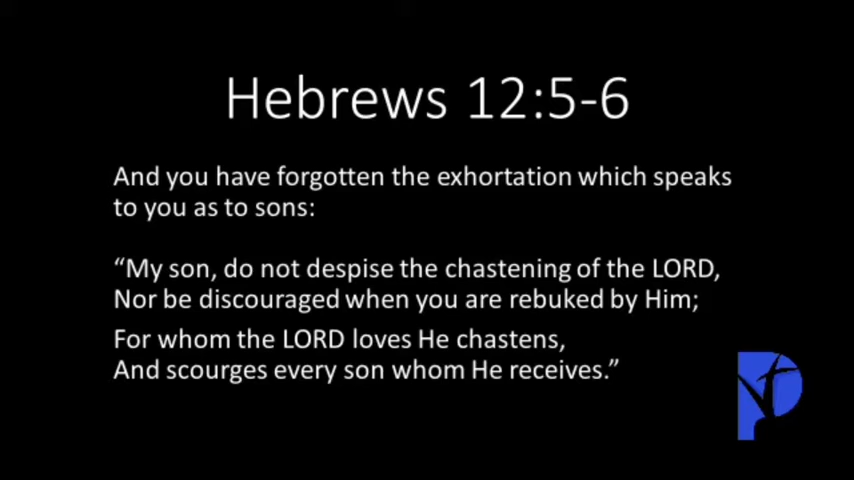 Hebrews 12:5-6
And you have forgotten the exhortation which speaks
to you as to sons:
“My son, do not despise the chastening of the LORD,
Nor be discouraged when you are rebuked by Him;
For whom the LORD loves He chastens,
And scourges every son whom He receives.”